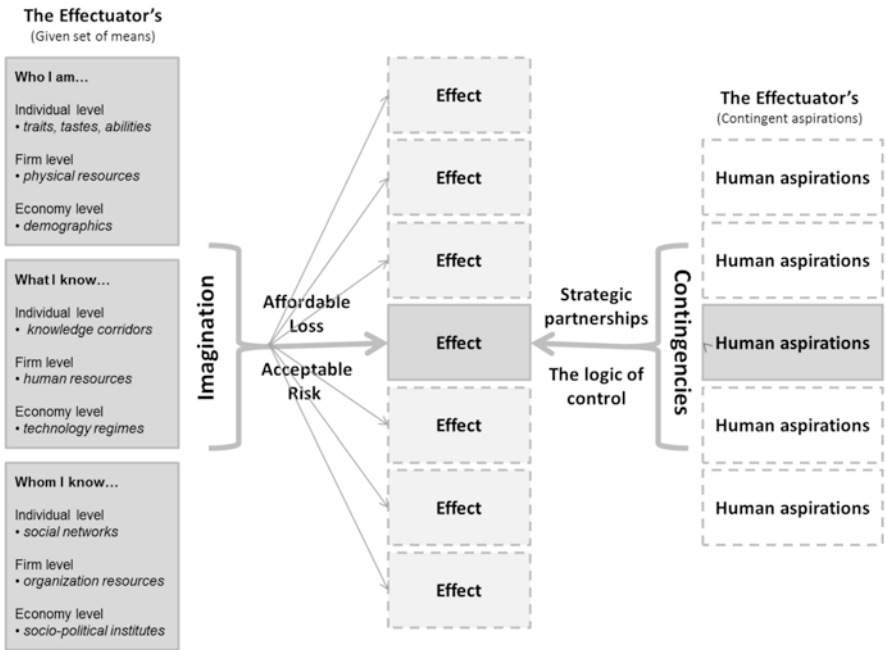 The Effectuator's
(Given set of means)
Who I am…
Individual level
• traits, tastes, abilities
Firm level
• physical resources
Economy level
• demographics
What I know…
Individual level
• knowledge corridors
Firm level
• human resources
Economy level
• technology regimes
Whom I know…
Individual level
• social networks
Firm level
• organization resources
Economy level
• socio-political institutes
Imagination
Affordable
Loss
Acceptable
Risk
Effect
Effect
Effect
Effect
Effect
Effect
Effect
Strategic
partnerships
The logic of
control
Contingencies
The Effectuator's
(Contingent aspirations)
Human aspirations
Human aspirations
Human aspirations
Human aspirations
Human aspirations